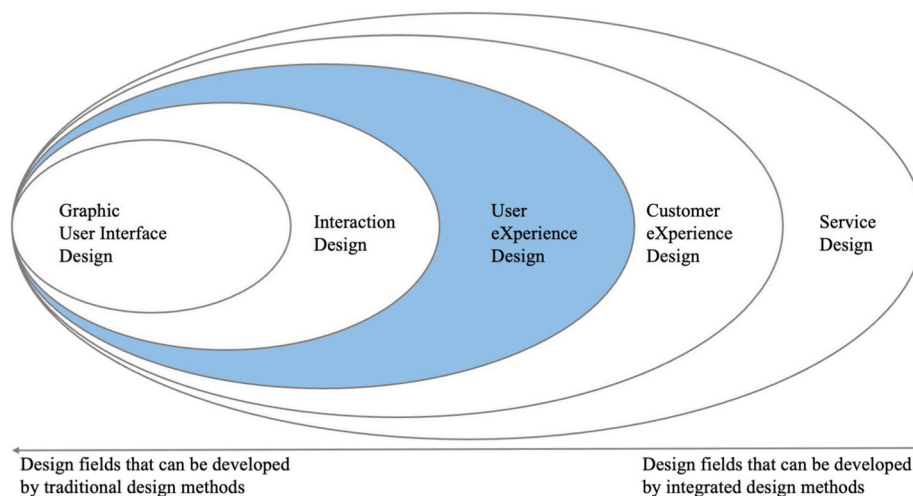 Graphic
User Interface
Design
Interaction
Design
User
eXperience
Design
Customer
eXperience
Design
Service
Design
Design fields that can be developed
by traditional design methods
Design fields that can be developed
by integrated design methods